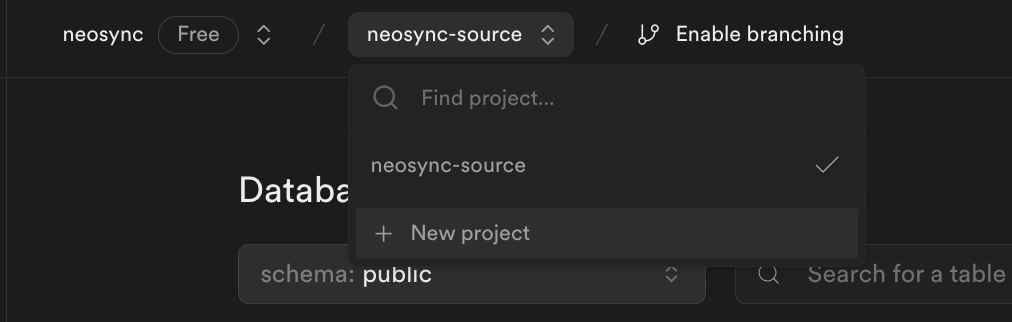 neosync Free / neosync-source / Enable branching
Find project...
neosync-source
Databa
+ New project
schema: public
Search for a table